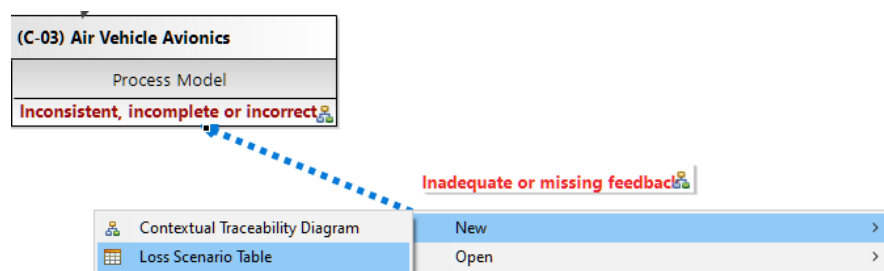 (C-03) Air Vehicle Avionics
Process Model
Inconsistent, incomplete or incorrect
Inadequate or missing feedback
Contextual Traceability Diagram
New
Loss Scenario Table
Open